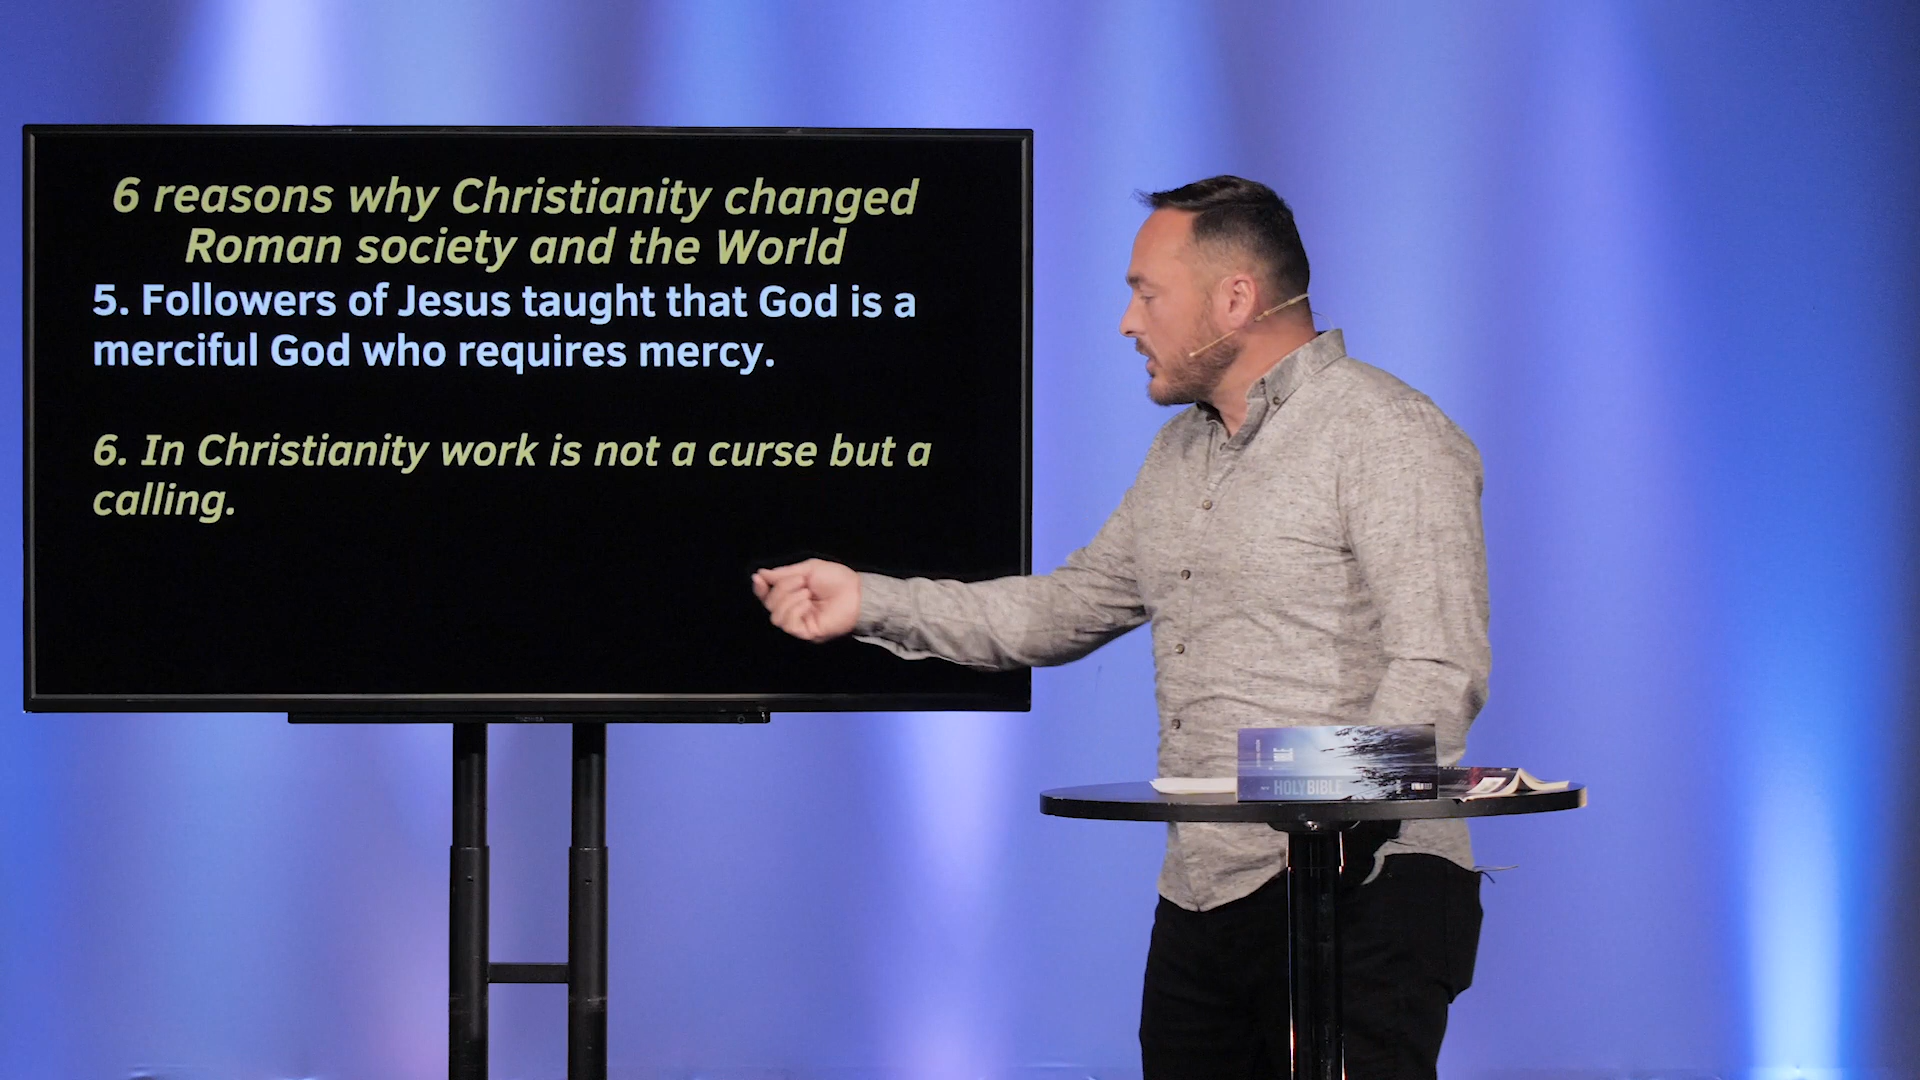 6 reasons why Christianity changed
Roman society and the World
5. Followers of Jesus taught that God is a
merciful God who requires mercy.
6. In Christianity work is not a curse but a
calling.
HOLY BIBLE